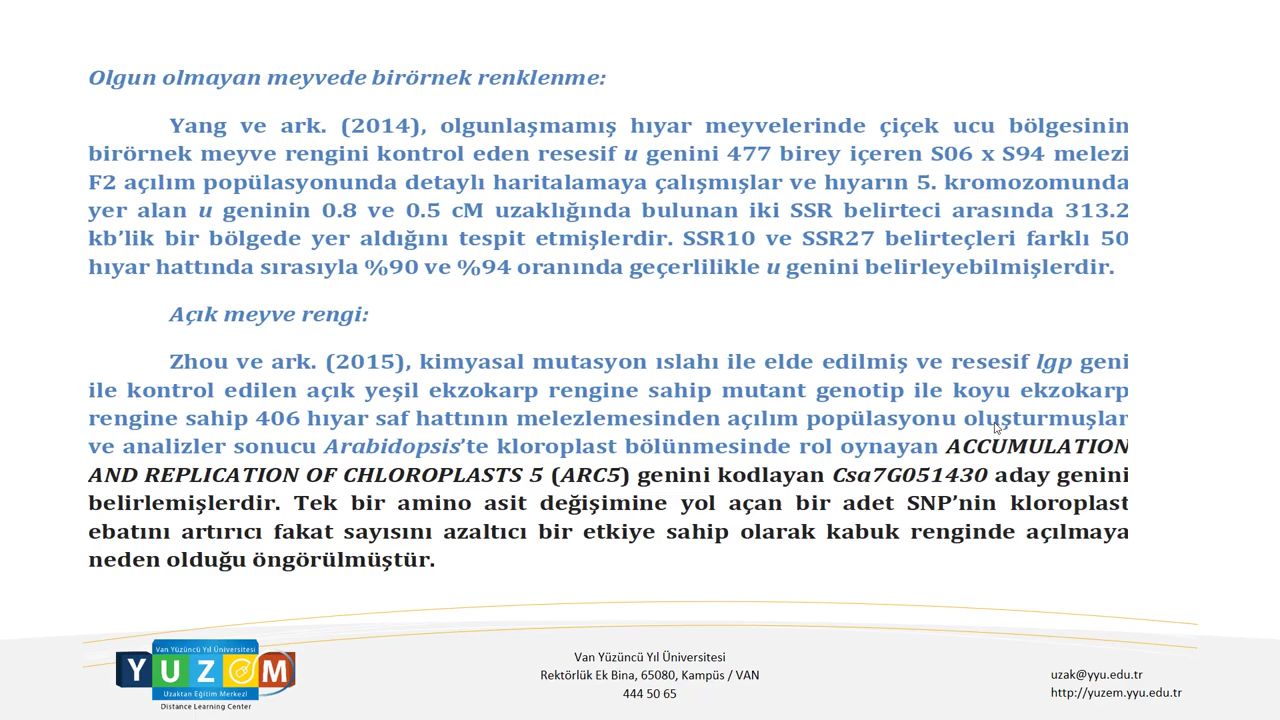 Olgun olmayan meyvede birörnek renklenme:
Yang ve ark. (2014), olgunlaşmamış hıyar meyvelerinde çiçek ucu bölgesinin
birörnek meyve rengini kontrol eden resesif u genini 477 birey içeren S06 x S94 melezi
F2 açılım popülasyonunda detaylı haritalamaya çalışmışlar ve hıyarın 5. kromozomunda
yer alan u geninin 0.8 ve 0.5 cM uzaklığında bulunan iki SSR belirteci arasında 313.2
kb’lik bir bölgede yer aldığını tespit etmişlerdir. SSR10 ve SSR27 belirteçleri farklı 50
hıyar hattında sırasıyla %90 ve %94 oranında geçerlilikle u genini belirleyebilmişlerdir.
Açık meyve rengi:
Zhou ve ark. (2015), kimyasal mutasyon ıslahı ile elde edilmiş ve resesif lgp geni
ile kontrol edilen açık yeşil ekzokarp rengine sahip mutant genotip ile koyu ekzokarp
rengine sahip 406 hıyar saf hattının melezlemesinden açılım popülasyonu oluşturmuşlar
ve analizler sonucu Arabidopsis’te kloroplast bölünmesinde rol oynayan ACCUMULATION
AND REPLICATION OF CHLOROPLASTS 5 (ARC5) genini kodlayan Csa7G051430 aday genini
belirlemişlerdir. Tek bir amino asit değişimine yol açan bir adet SNP’nin kloroplast
ebatını artırıcı fakat sayısını azaltıcı bir etkiye sahip olarak kabuk renginde açılmaya
neden olduğu öngörülmüştür.
Van Yüzüncü Yıl Üniversitesi
YUZEM
Uzaktan Eğitim Merkezi
Distance Learning Center
Van Yüzüncü Yıl Üniversitesi
Rektörlük Ek Bina, 65080, Kampüs / VAN
444 50 65
uzak@yyu.edu.tr
http://yuzem.yyu.edu.tr